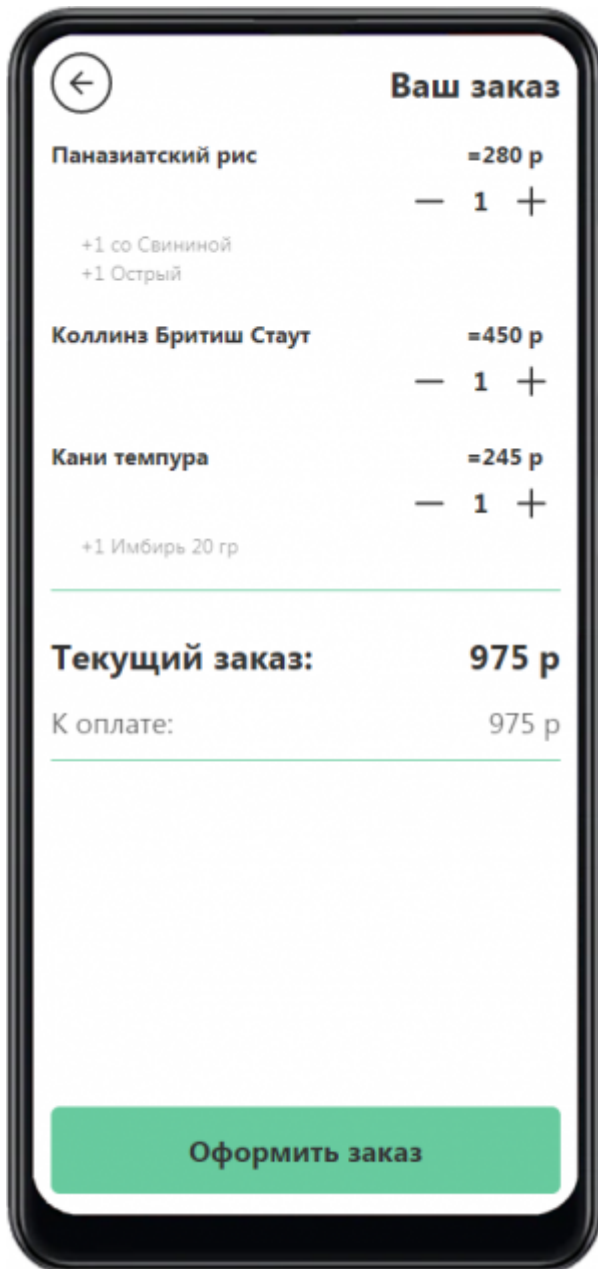 Ваш заказ
Паназиатский рис =280 р
— 1 +
+1 со Свининой
+1 Острый
Коллинз Бритиш Стаут =450 р
— 1 +
Кани темпура =245 р
— 1 +
+1 Имбирь 20 гр
Текущий заказ: 975 р
К оплате: 975 р
Оформить заказ